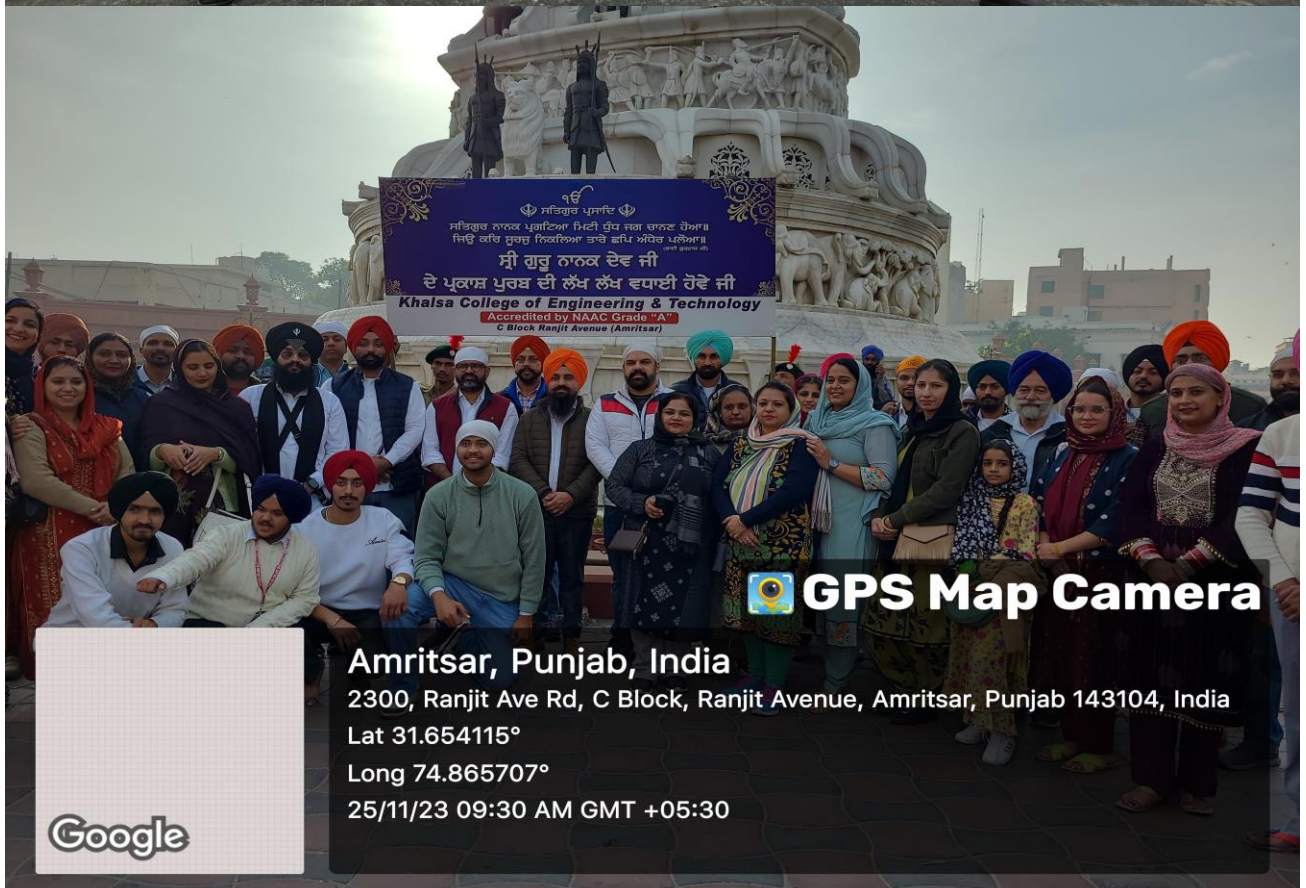 ੴ
ਸਤਿਗੁਰ ਪ੍ਰਸਾਦਿ
ਸਤਿਗੁਰ ਨਾਨਕ ਪ੍ਰਗਟਿਆ ਮਿਟੀ ਧੁੰਧ ਜਗ ਚਾਨਣ ਹੋਆ॥
ਜਿਉ ਕਰਿ ਸੂਰਜੁ ਨਿਕਲਿਆ ਤਾਰੇ ਛਪਿ ਅੰਧੇਰ ਪਲੋਆ॥
(ਭਾਈ ਗੁਰਦਾਸ ਜੀ)
ਸ੍ਰੀ ਗੁਰੂ ਨਾਨਕ ਦੇਵ ਜੀ
ਦੇ ਪ੍ਰਕਾਸ਼ ਪੁਰਬ ਦੀ ਲੱਖ ਲੱਖ ਵਧਾਈ ਹੋਵੇ ਜੀ
Khalsa College of Engineering & Technology
Accredited by NAAC Grade "A"
C Block Ranjit Avenue (Amritsar)
GPS Map Camera
Amritsar, Punjab, India
2300, Ranjit Ave Rd, C Block, Ranjit Avenue, Amritsar, Punjab 143104, India
Lat 31.654115°
Long 74.865707°
25/11/23 09:30 AM GMT +05:30
Google